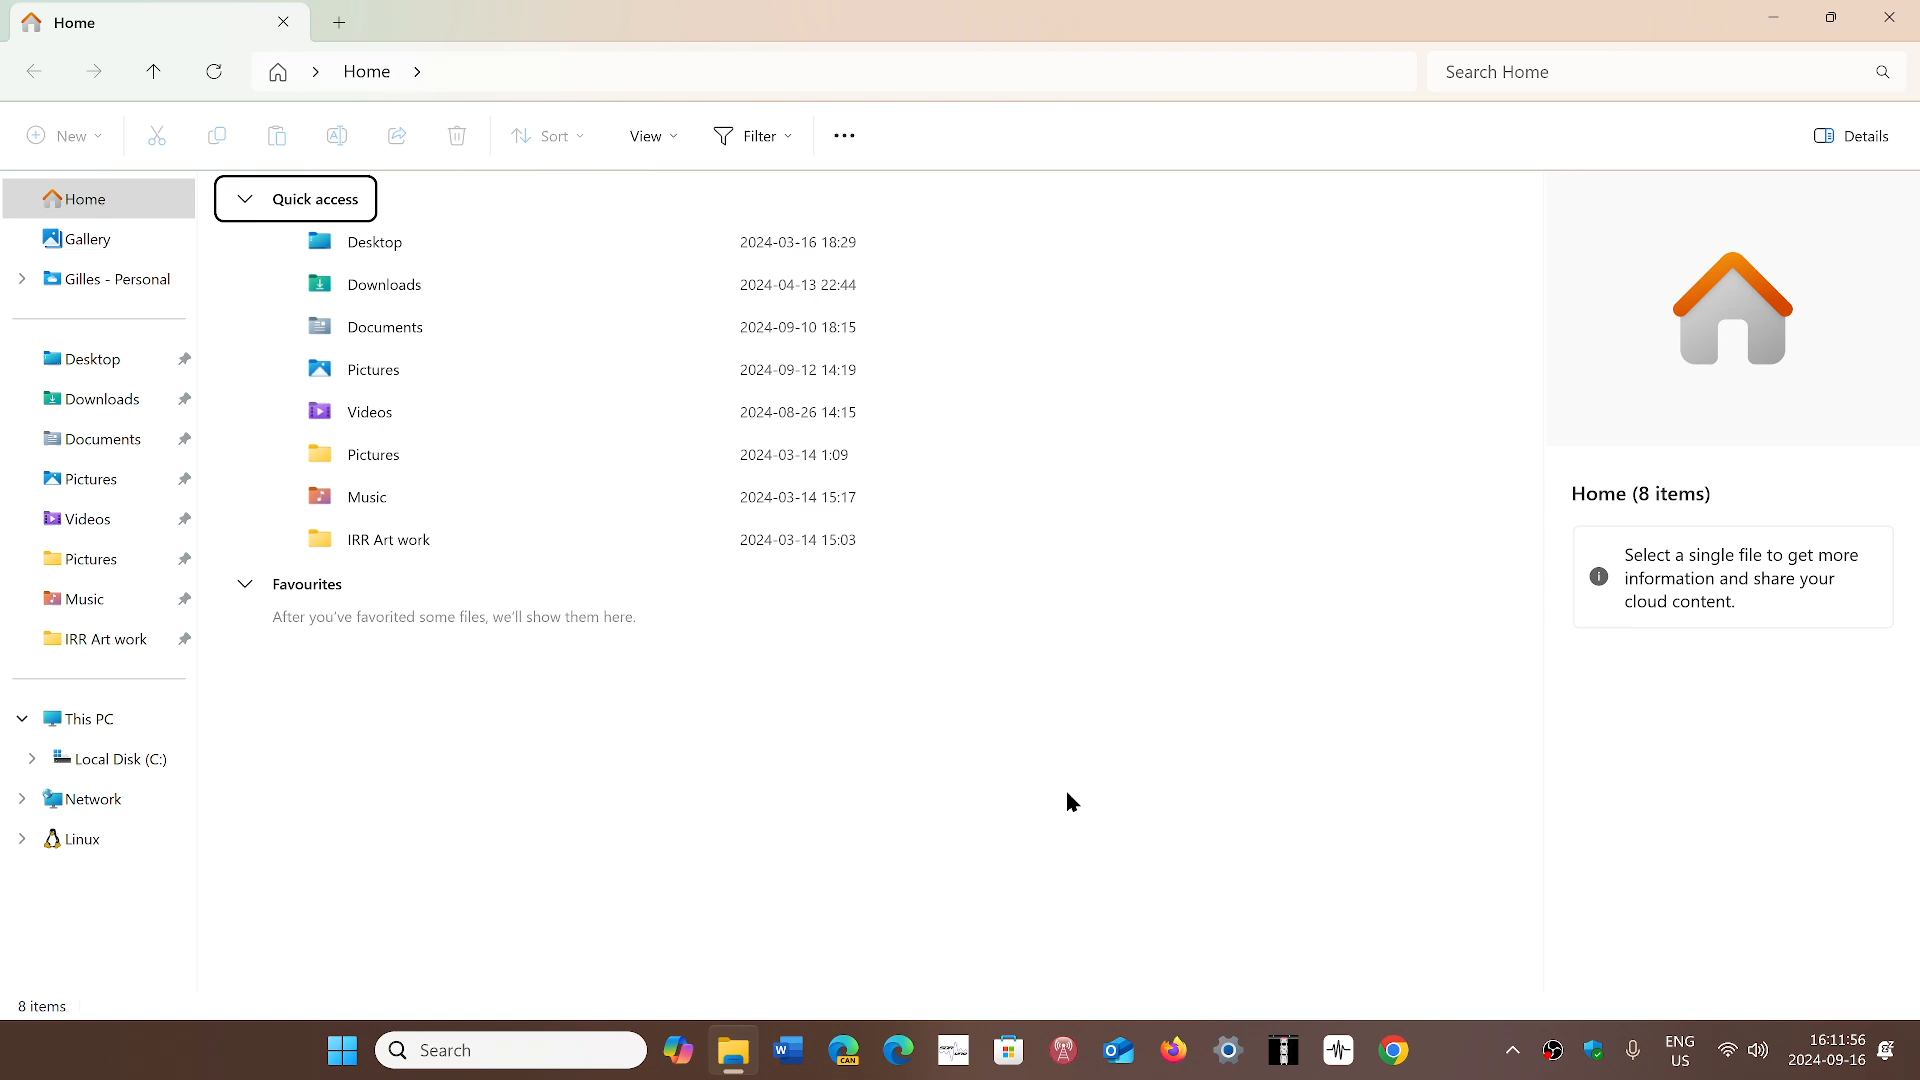 Home
Home
Search Home
New
Sort
View
Filter
Details
Home
Gallery
Gilles - Personal
Desktop
Downloads
Documents
Pictures
Videos
Pictures
Music
IRR Art work
This PC
Local Disk (C:)
Network
Linux
Quick access
Desktop 2024-03-16 18:29
Downloads 2024-04-13 22:44
Documents 2024-09-10 18:15
Pictures 2024-09-12 14:19
Videos 2024-08-26 14:15
Pictures 2024-03-14 1:09
Music 2024-03-14 15:17
IRR Art work 2024-03-14 15:03
Favourites
After you've favorited some files, we'll show them here.
Home (8 items)
Select a single file to get more
information and share your
cloud content.
8 items
Search
W
CAN
ENG
US
16:11:56
2024-09-16